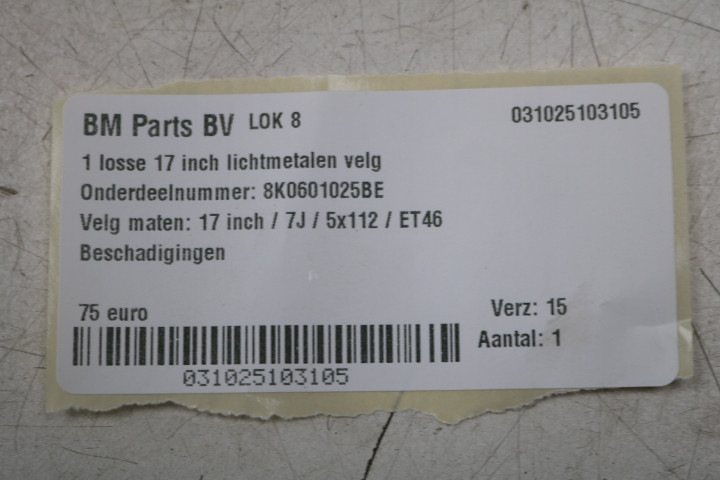 BM Parts BV LOK 8 031025103105
1 losse 17 inch lichtmetalen velg
Onderdeelnummer: 8K0601025BE
Velg maten: 17 inch / 7J / 5x112 / ET46
Beschadigingen
75 euro Verz: 15
Aantal: 1
031025103105